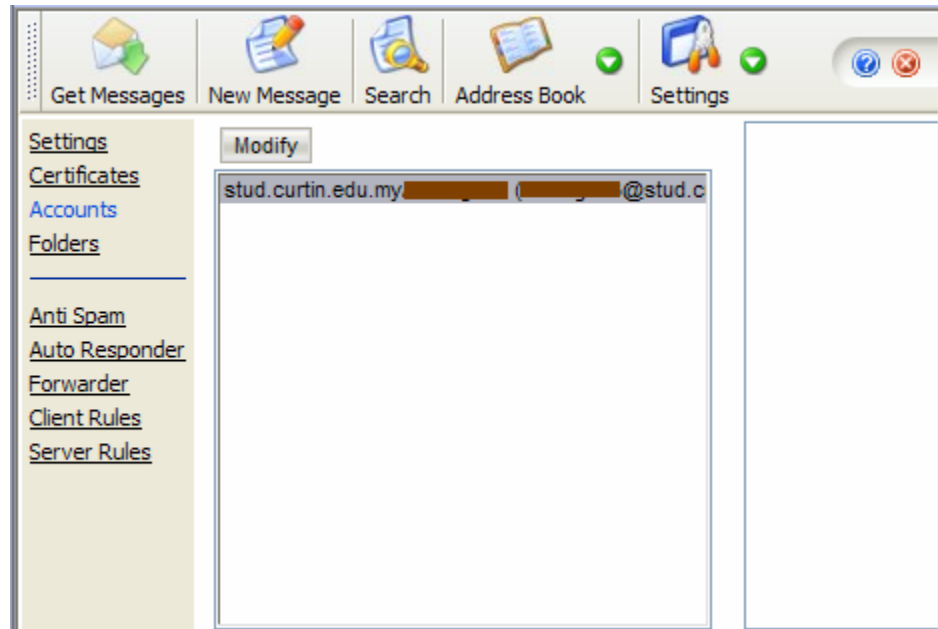 Get Messages
New Message
Search
Address Book
Settings
Settings
Certificates
Accounts
Folders
Anti Spam
Auto Responder
Forwarder
Client Rules
Server Rules
Modify
stud.curtin.edu.my ( @stud.c